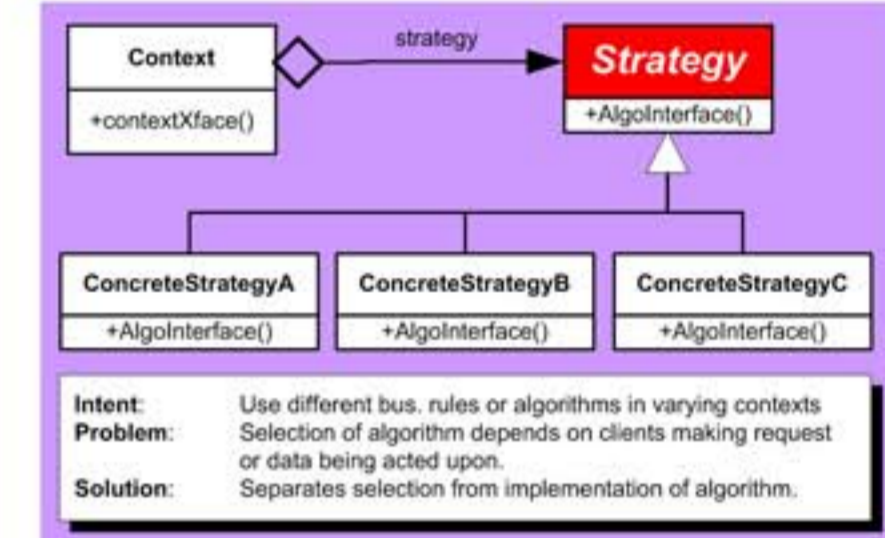 Context
strategy
Strategy
+contextXface()
+AlgoInterface()
ConcreteStrategyA
ConcreteStrategyB
ConcreteStrategyC
+AlgoInterface()
+AlgoInterface()
+AlgoInterface()
Intent: Use different bus. rules or algorithms in varying contexts
Problem: Selection of algorithm depends on clients making request
or data being acted upon.
Solution: Separates selection from implementation of algorithm.